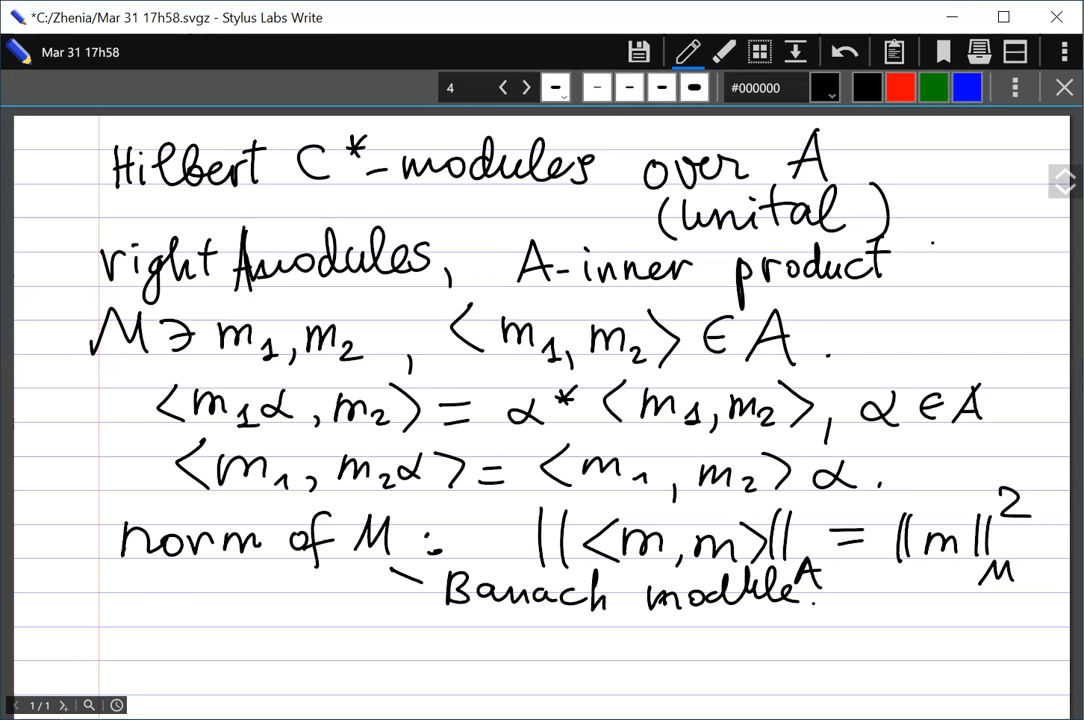 *C:/Zhenia/Mar 31 17h58.svgz - Stylus Labs Write
Mar 31 17h58
4
#000000
Hilbert C*-modules over A
(unital)
right A modules, A-inner product
M ∋ m₁, m₂, <m₁, m₂> ∈ A.
<m₁α, m₂> = α* <m₁, m₂>, α ∈ A
<m₁, m₂α> = <m₁, m₂> α.
norm of M: ||<m, m>||_A = ||m||²_M
Banach module.
1/1